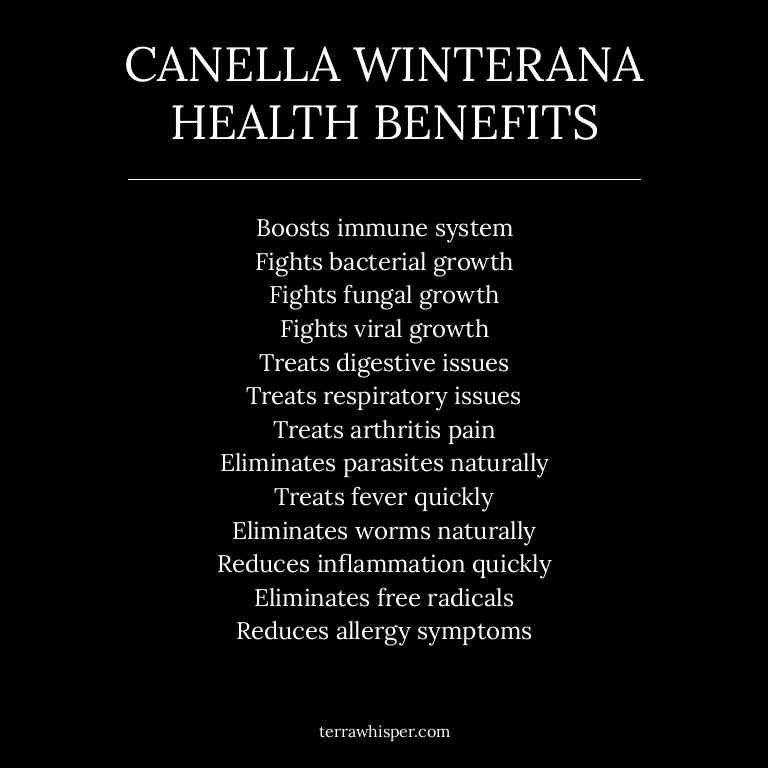 CANELLA WINTERANA
HEALTH BENEFITS
Boosts immune system
Fights bacterial growth
Fights fungal growth
Fights viral growth
Treats digestive issues
Treats respiratory issues
Treats arthritis pain
Eliminates parasites naturally
Treats fever quickly
Eliminates worms naturally
Reduces inflammation quickly
Eliminates free radicals
Reduces allergy symptoms
terrawhisper.com